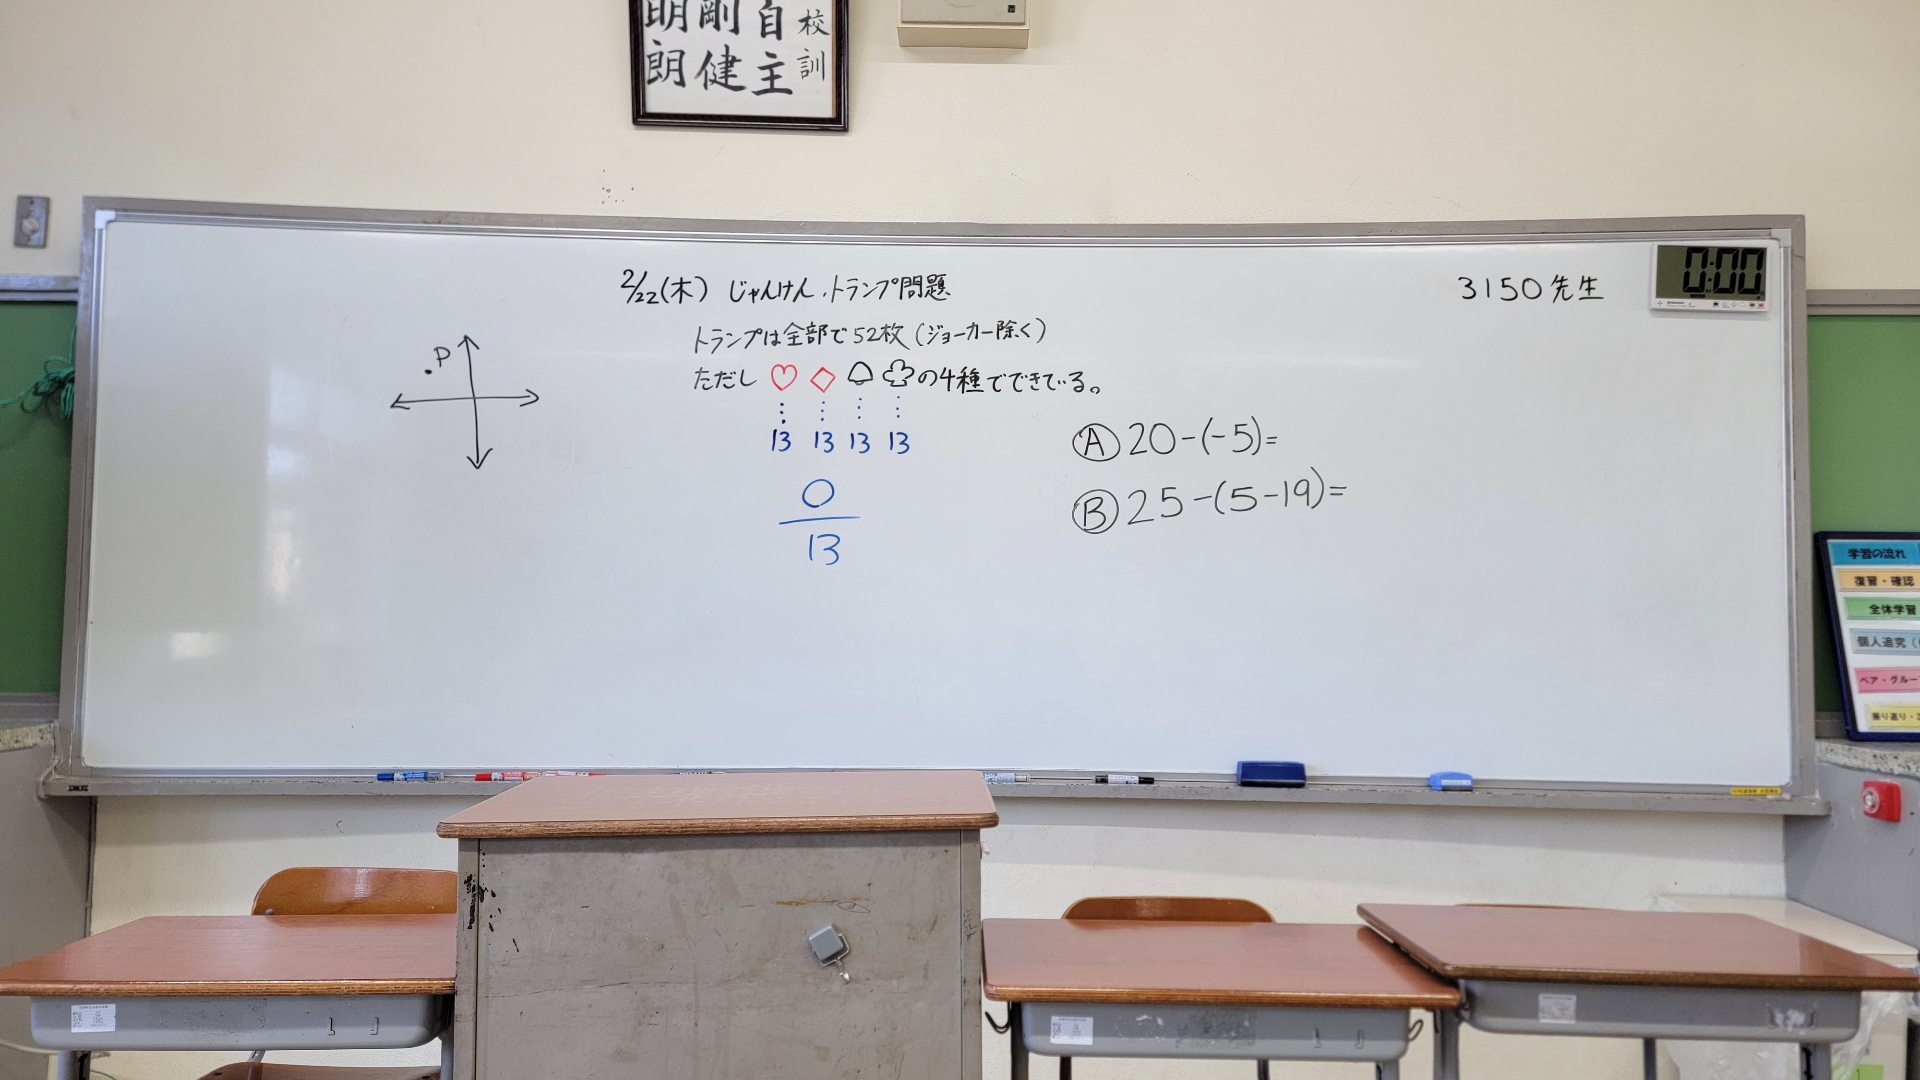 明朗 剛健 自主 校訓
2/22(木) じゃんけん、トランプ問題
3150先生
0:00
トランプは全部で52枚(ジョーカー除く)
ただし ♡ ◇ ♤ ♧ の4種でできている。
P
13 13 13 13
0
13
Ⓐ 20-(-5)=
Ⓑ 25-(5-19)=
学習の流れ
復習・確認
全体学習
個人追究(
ペア・グルー
振り返り・